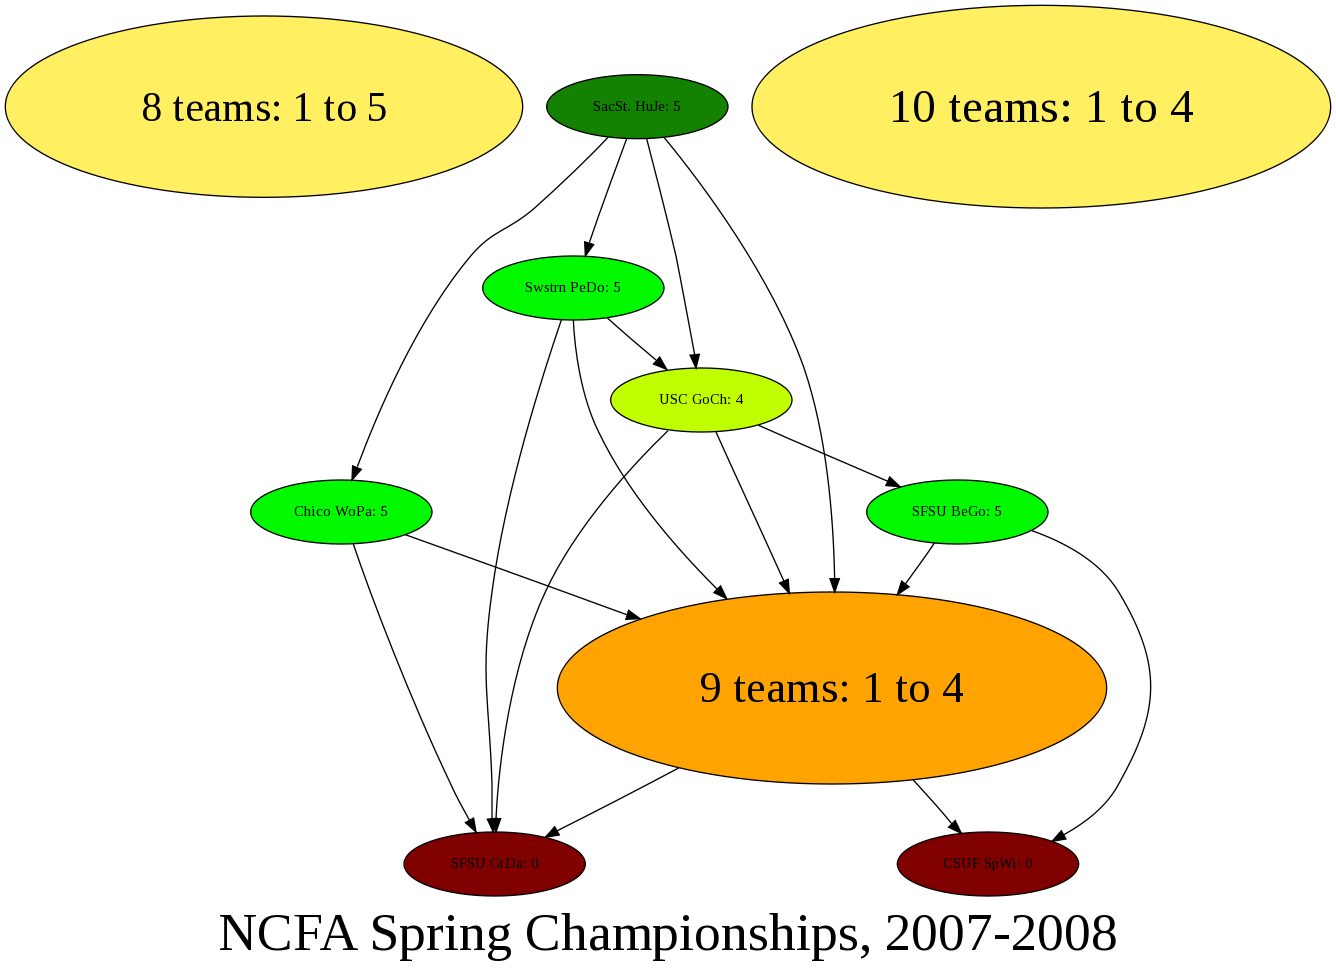 8 teams: 1 to 5
SacSt. HuJe: 5
10 teams: 1 to 4
Swstrn PeDo: 5
USC GoCh: 4
Chico WoPa: 5
SFSU BeGo: 5
9 teams: 1 to 4
SFSU GrDa: 0
CSUF SpWi: 0
NCFA Spring Championships, 2007-2008